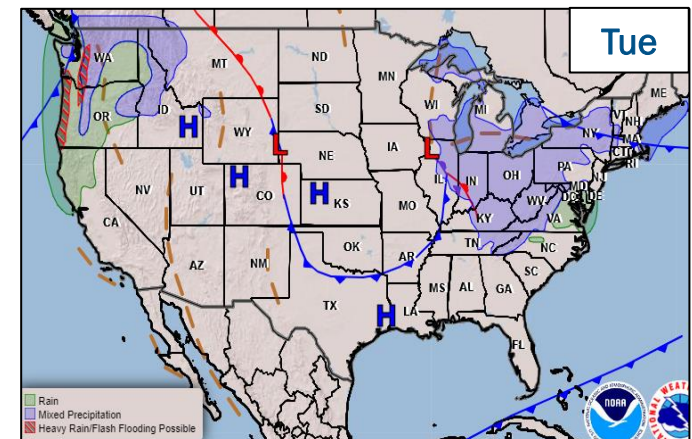 Tue
WA
MT
ND
MN
ME
OR
ID
H
WY
SD
WI
MI
NH
NY
MA
CT
RI
L
NE
IA
L
IL
IN
OH
PA
NJ
MD
DE
NV
UT
H
CO
H
KS
MO
KY
WV
VA
CA
AZ
NM
OK
AR
TN
NC
SC
TX
H
LA
MS
AL
GA
FL
Rain
Mixed Precipitation
Heavy Rain/Flash Flooding Possible
NOAA
NATIONAL WEAT